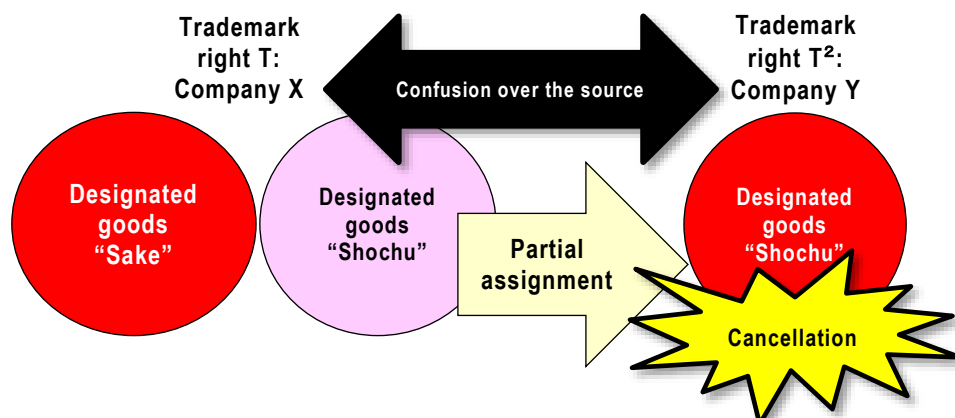 Trademark
right T:
Company X
Confusion over the source
Trademark
right T²:
Company Y
Designated
goods
“Sake”
Designated
goods
“Shochu”
Partial
assignment
Designated
goods
“Shochu”
Cancellation